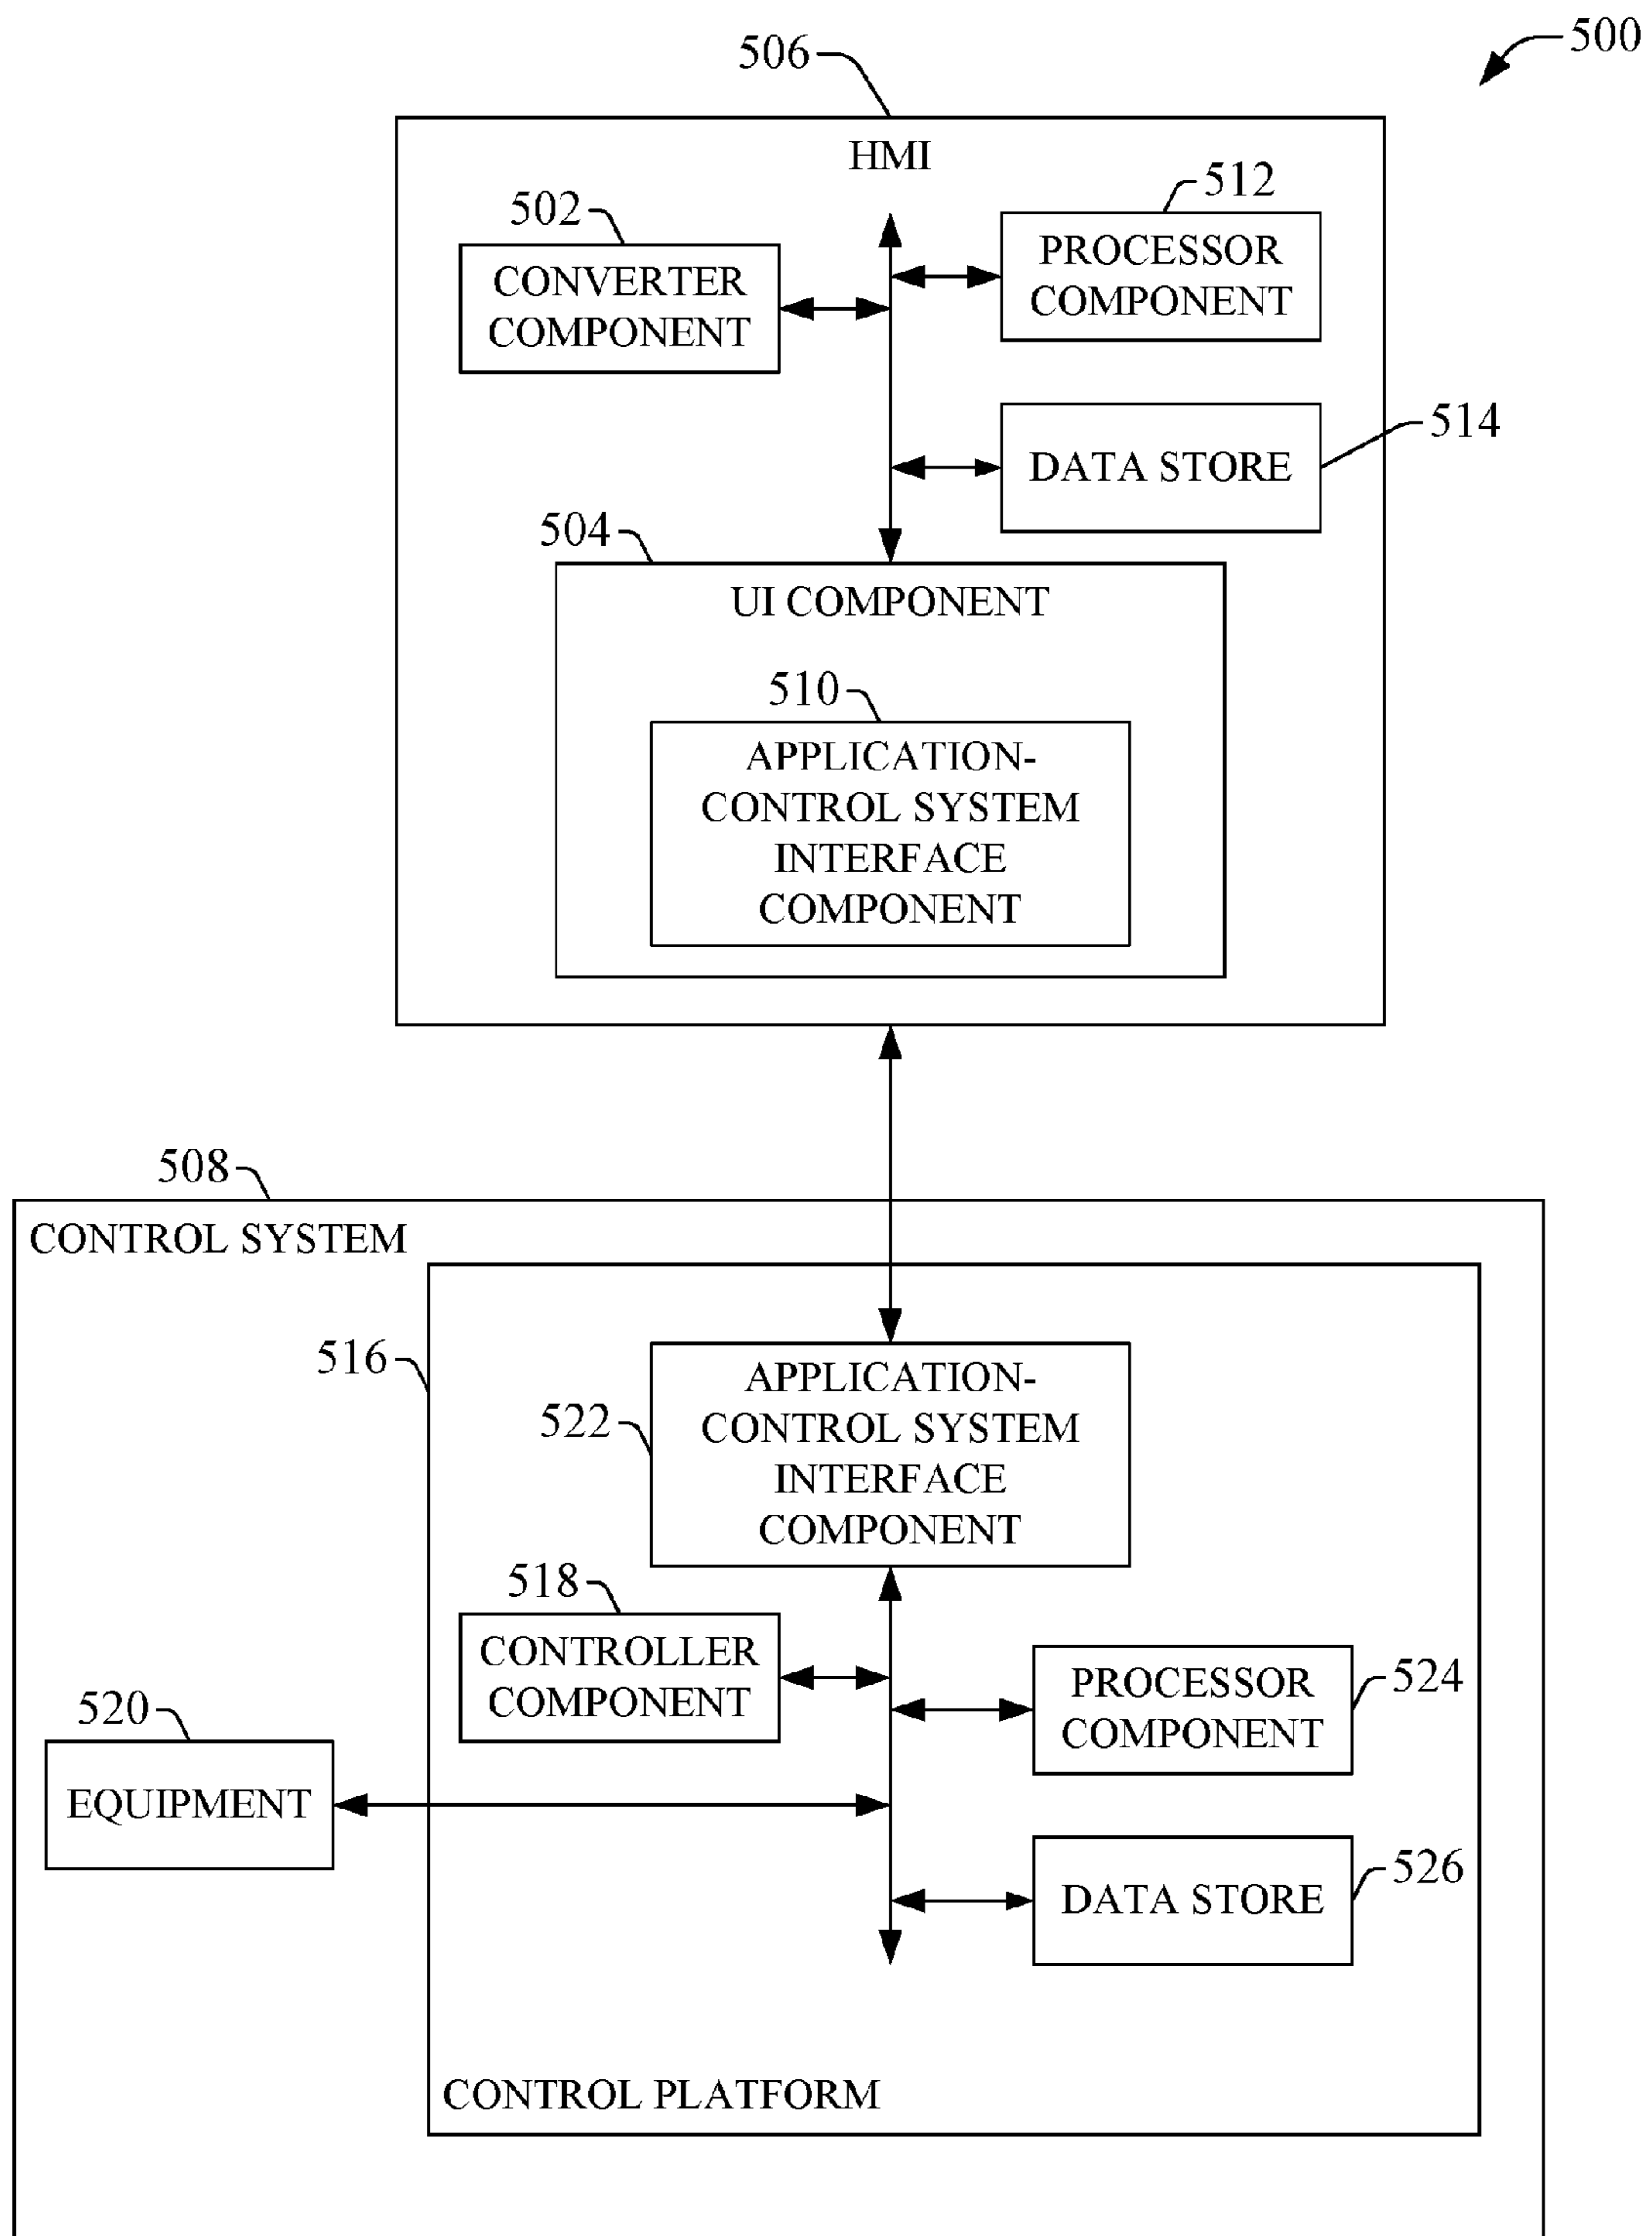 500
506
HMI
512
502
PROCESSOR
COMPONENT
CONVERTER
COMPONENT
514
DATA STORE
504
UI COMPONENT
510
APPLICATION-
CONTROL SYSTEM
INTERFACE
COMPONENT
508
CONTROL SYSTEM
516
522
APPLICATION-
CONTROL SYSTEM
INTERFACE
COMPONENT
518
CONTROLLER
COMPONENT
524
PROCESSOR
COMPONENT
520
EQUIPMENT
526
DATA STORE
CONTROL PLATFORM